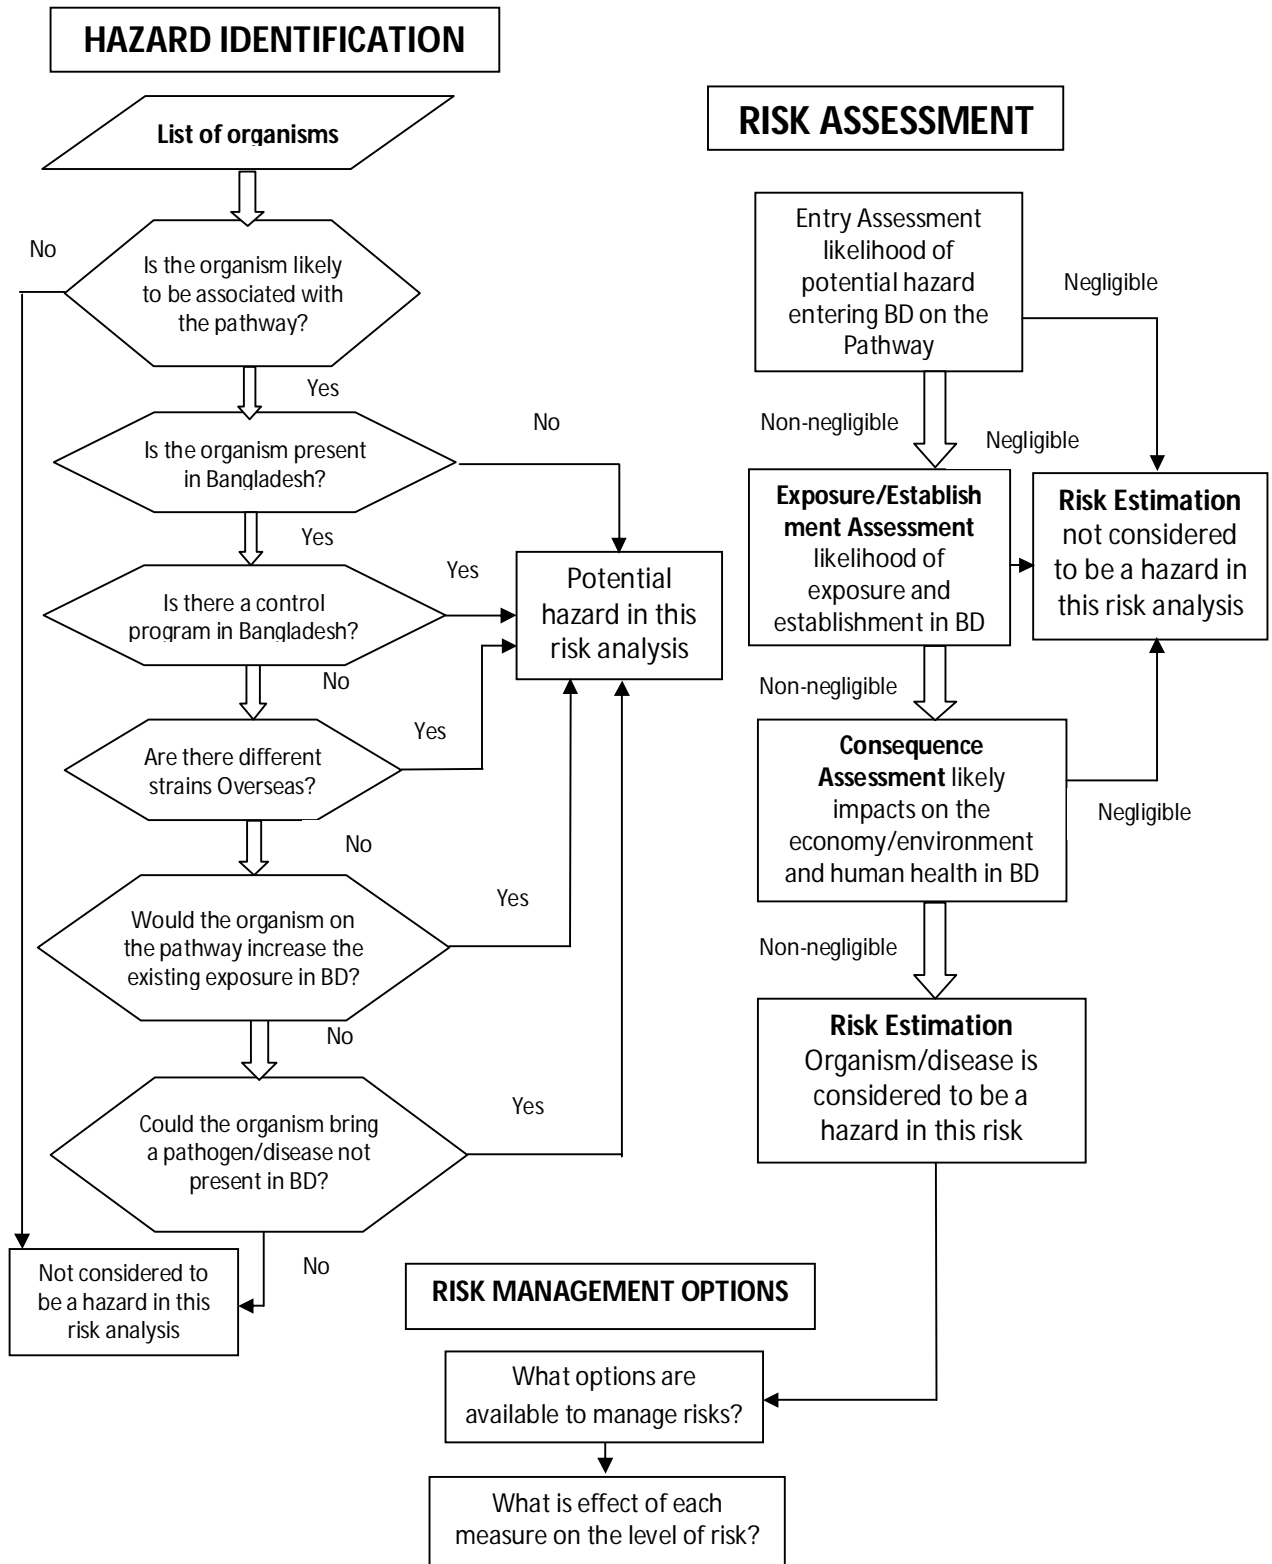 HAZARD IDENTIFICATION
List of organisms
No
Is the organism likely
to be associated with
the pathway?
Yes
Is the organism present
in Bangladesh?
No
Yes
Is there a control
program in Bangladesh?
Yes
Potential
hazard in this
risk analysis
No
Are there different
strains Overseas?
Yes
No
Would the organism on
the pathway increase the
existing exposure in BD?
Yes
No
Could the organism bring
a pathogen/disease not
present in BD?
Yes
No
Not considered to
be a hazard in this
risk analysis
RISK ASSESSMENT
Entry Assessment
likelihood of
potential hazard
entering BD on the
Pathway
Negligible
Non-negligible
Negligible
Exposure/Establish
ment Assessment
likelihood of
exposure and
establishment in BD
Risk Estimation
not considered
to be a hazard in
this risk analysis
Non-negligible
Consequence
Assessment likely
impacts on the
economy/environment
and human health in BD
Negligible
Non-negligible
Risk Estimation
Organism/disease is
considered to be a
hazard in this risk
RISK MANAGEMENT OPTIONS
What options are
available to manage risks?
What is effect of each
measure on the level of risk?